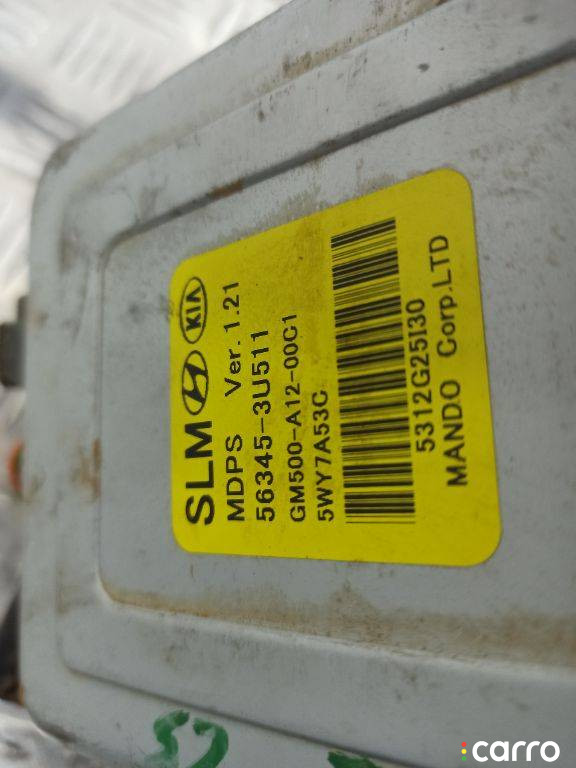 SLM KIA
MDPS Ver. 1.21
56345-3U511
GM500-A12-00C1
5WY7A53C
5312G25130
MANDO Corp.LTD
carro